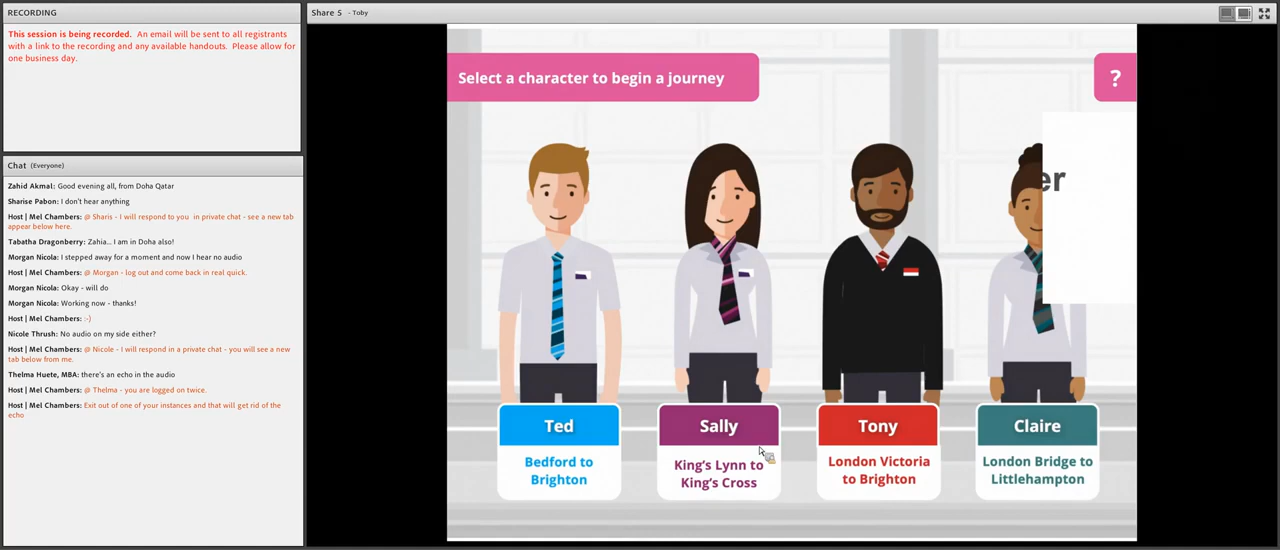 RECORDING
This session is being recorded. An email will be sent to all registrants
with a link to the recording and any available handouts. Please allow for
one business day.
Chat (Everyone)
Zahid Akmal: Good evening all, from Doha Qatar
Sharise Pabon: I don't hear anything
Host | Mel Chambers: @ Sharis - I will respond to you in private chat - see a new tab
appear below here.
Tabatha Dragonberry: Zahia... I am in Doha also!
Morgan Nicola: I stepped away for a moment and now I hear no audio
Host | Mel Chambers: @ Morgan - log out and come back in real quick.
Morgan Nicola: Okay - will do
Morgan Nicola: Working now - thanks!
Host | Mel Chambers: :-)
Nicole Thrush: No audio on my side either?
Host | Mel Chambers: @ Nicole - I will respond in a private chat - you will see a new
tab below from me.
Thelma Huete, MBA: there's an echo in the audio
Host | Mel Chambers: @ Thelma - you are logged on twice.
Host | Mel Chambers: Exit out of one of your instances and that will get rid of the
echo
Share 5 - Toby
Select a character to begin a journey
?
er
Ted
Bedford to
Brighton
Sally
King's Lynn to
King's Cross
Tony
London Victoria
to Brighton
Claire
London Bridge to
Littlehampton